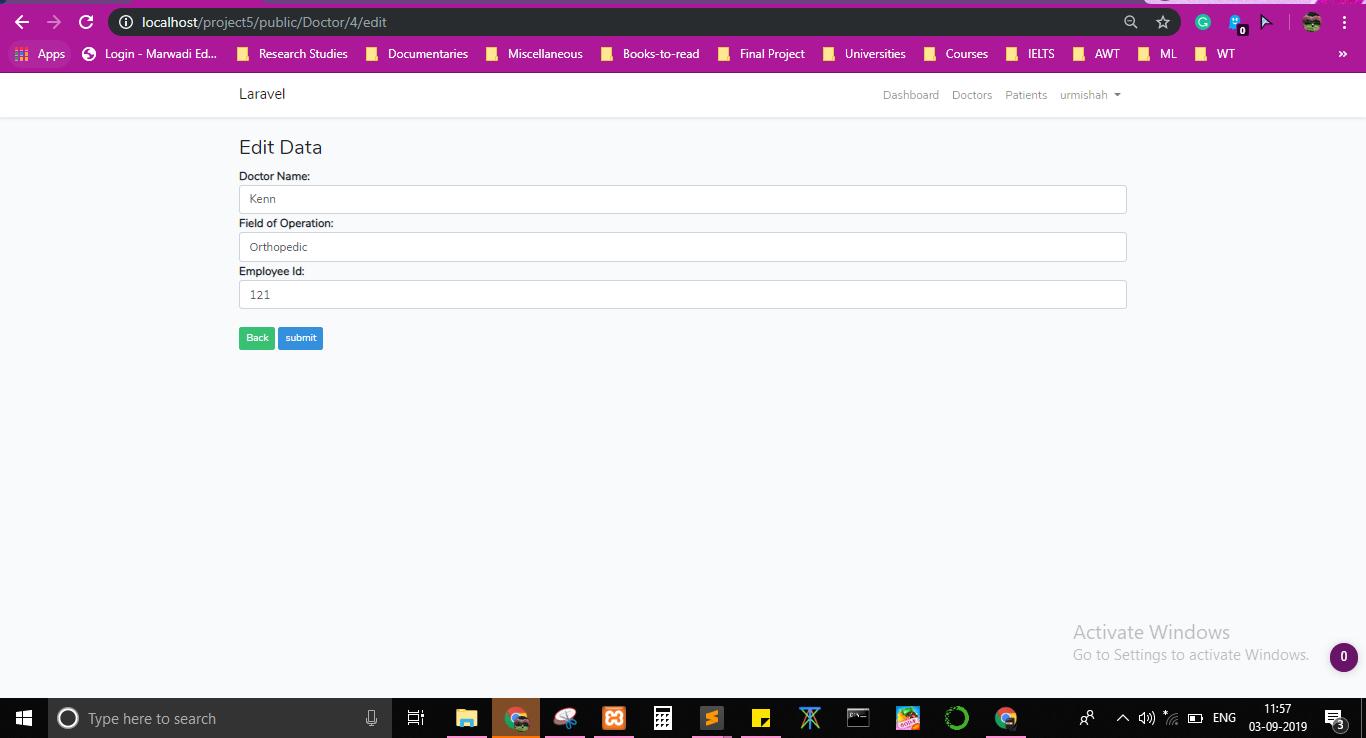 localhost/project5/public/Doctor/4/edit
0
Apps Login - Marwadi Ed... Research Studies Documentaries Miscellaneous Books-to-read Final Project Universities Courses IELTS AWT ML WT »
Laravel Dashboard Doctors Patients urmishah
Edit Data
Doctor Name:
Kenn
Field of Operation:
Orthopedic
Employee Id:
121
Back submit
Activate Windows
Go to Settings to activate Windows.
0
Type here to search
ENG
11:57
03-09-2019
3